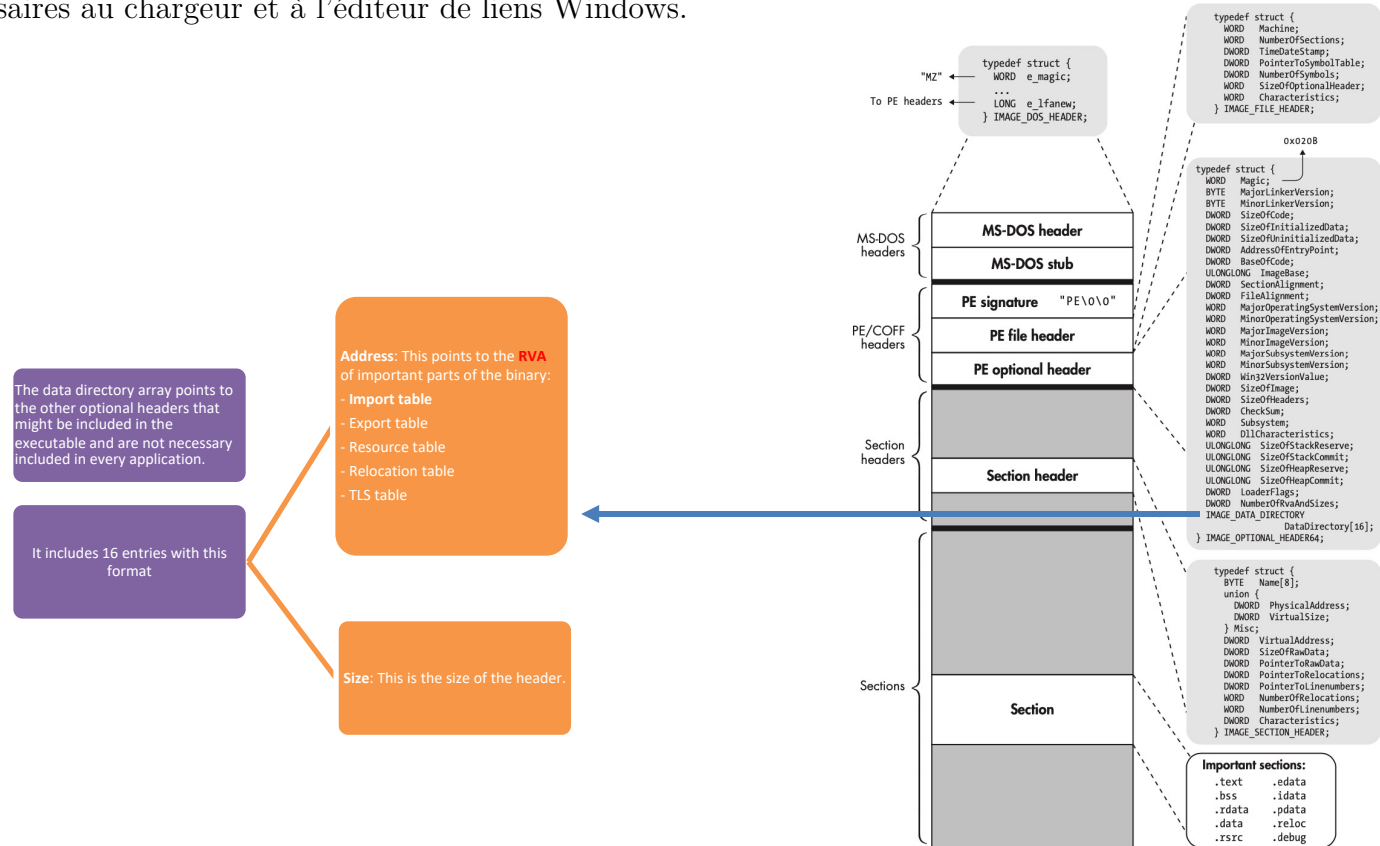 saires au chargeur et à l'éditeur de liens Windows.
The data directory array points to
the other optional headers that
might be included in the
executable and are not necessary
included in every application.
It includes 16 entries with this
format
Address: This points to the RVA
of important parts of the binary:
- Import table
- Export table
- Resource table
- Relocation table
- TLS table
Size: This is the size of the header.
"MZ"
To PE headers
typedef struct {
WORD e_magic;
...
LONG e_lfanew;
} IMAGE_DOS_HEADER;
MS-DOS
headers
MS-DOS header
MS-DOS stub
PE/COFF
headers
PE signature "PE\0\0"
PE file header
PE optional header
Section
headers
Section header
Sections
Section
typedef struct {
WORD Machine;
WORD NumberOfSections;
DWORD TimeDateStamp;
DWORD PointerToSymbolTable;
DWORD NumberOfSymbols;
WORD SizeOfOptionalHeader;
WORD Characteristics;
} IMAGE_FILE_HEADER;
0x020B
typedef struct {
WORD Magic;
BYTE MajorLinkerVersion;
BYTE MinorLinkerVersion;
DWORD SizeOfCode;
DWORD SizeOfInitializedData;
DWORD SizeOfUninitializedData;
DWORD AddressOfEntryPoint;
DWORD BaseOfCode;
ULONGLONG ImageBase;
DWORD SectionAlignment;
DWORD FileAlignment;
WORD MajorOperatingSystemVersion;
WORD MinorOperatingSystemVersion;
WORD MajorImageVersion;
WORD MinorImageVersion;
WORD MajorSubsystemVersion;
WORD MinorSubsystemVersion;
DWORD Win32VersionValue;
DWORD SizeOfImage;
DWORD SizeOfHeaders;
DWORD CheckSum;
WORD Subsystem;
WORD DllCharacteristics;
ULONGLONG SizeOfStackReserve;
ULONGLONG SizeOfStackCommit;
ULONGLONG SizeOfHeapReserve;
ULONGLONG SizeOfHeapCommit;
DWORD LoaderFlags;
DWORD NumberOfRvaAndSizes;
IMAGE_DATA_DIRECTORY
DataDirectory[16];
} IMAGE_OPTIONAL_HEADER64;
typedef struct {
BYTE Name[8];
union {
DWORD PhysicalAddress;
DWORD VirtualSize;
} Misc;
DWORD VirtualAddress;
DWORD SizeOfRawData;
DWORD PointerToRawData;
DWORD PointerToRelocations;
DWORD PointerToLinenumbers;
WORD NumberOfRelocations;
WORD NumberOfLinenumbers;
DWORD Characteristics;
} IMAGE_SECTION_HEADER;
Important sections:
.text .edata
.bss .idata
.rdata .pdata
.data .reloc
.rsrc .debug